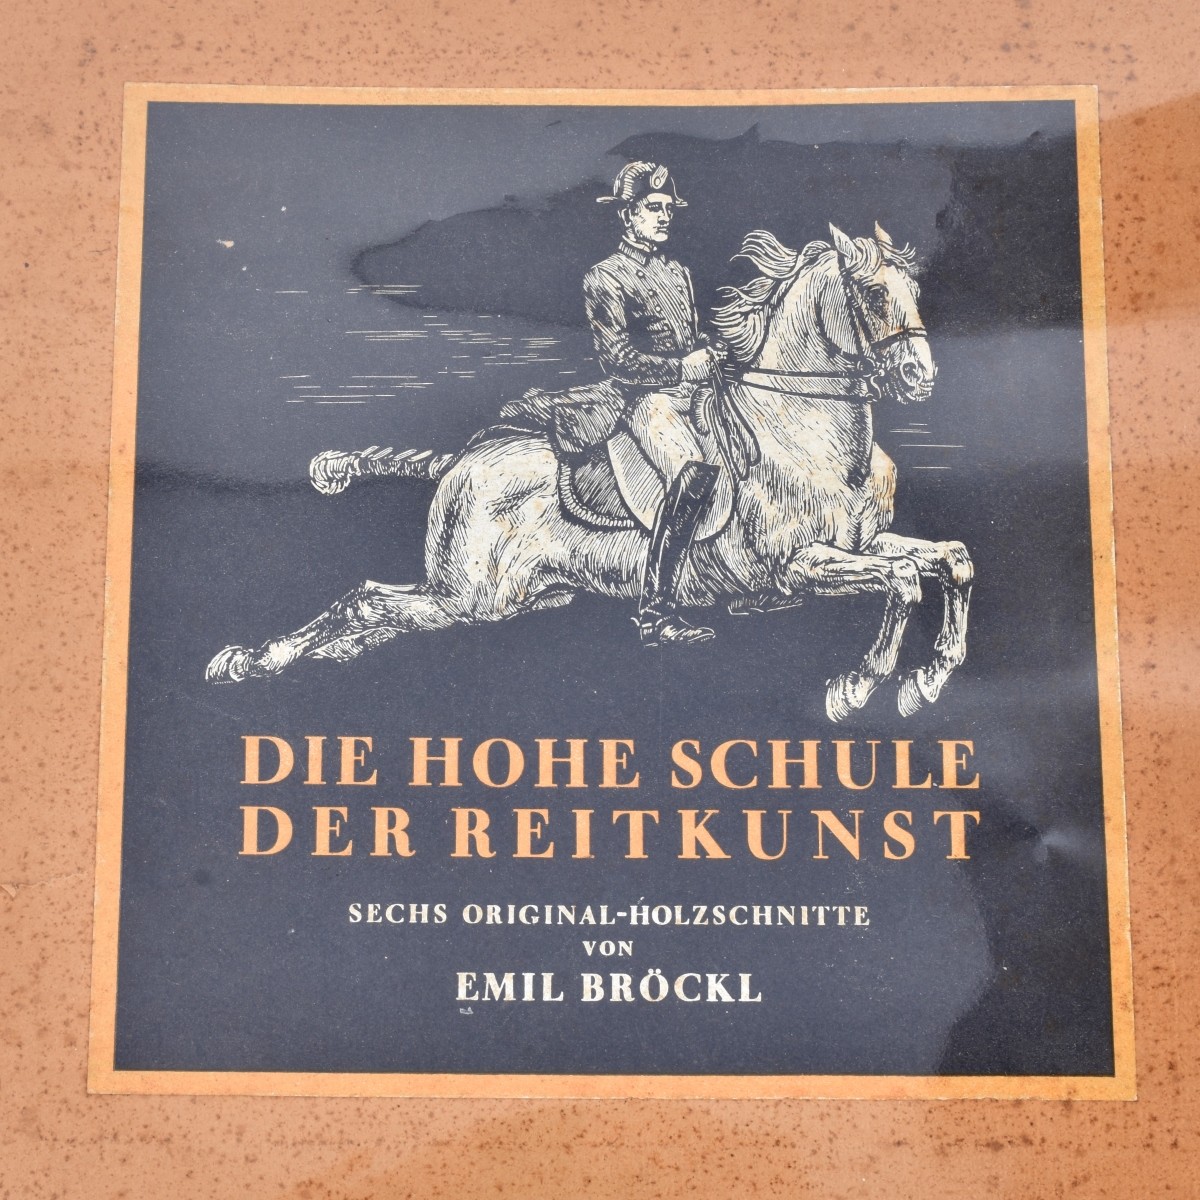 DIE HOHE SCHULE
DER REITKUNST
SECHS ORIGINAL-HOLZSCHNITTE
VON
EMIL BRÖCKL